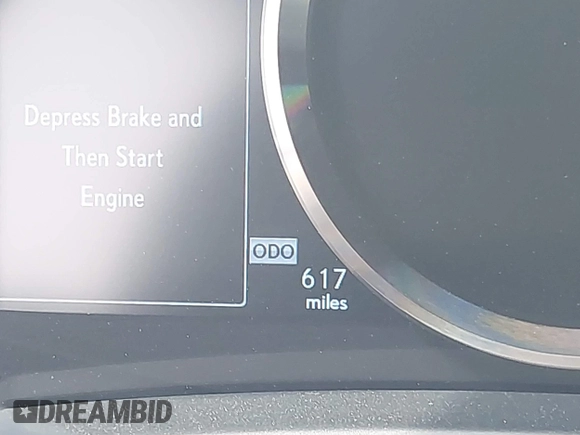 Depress Brake and
Then Start
Engine
ODO
617
miles
DREAMBID